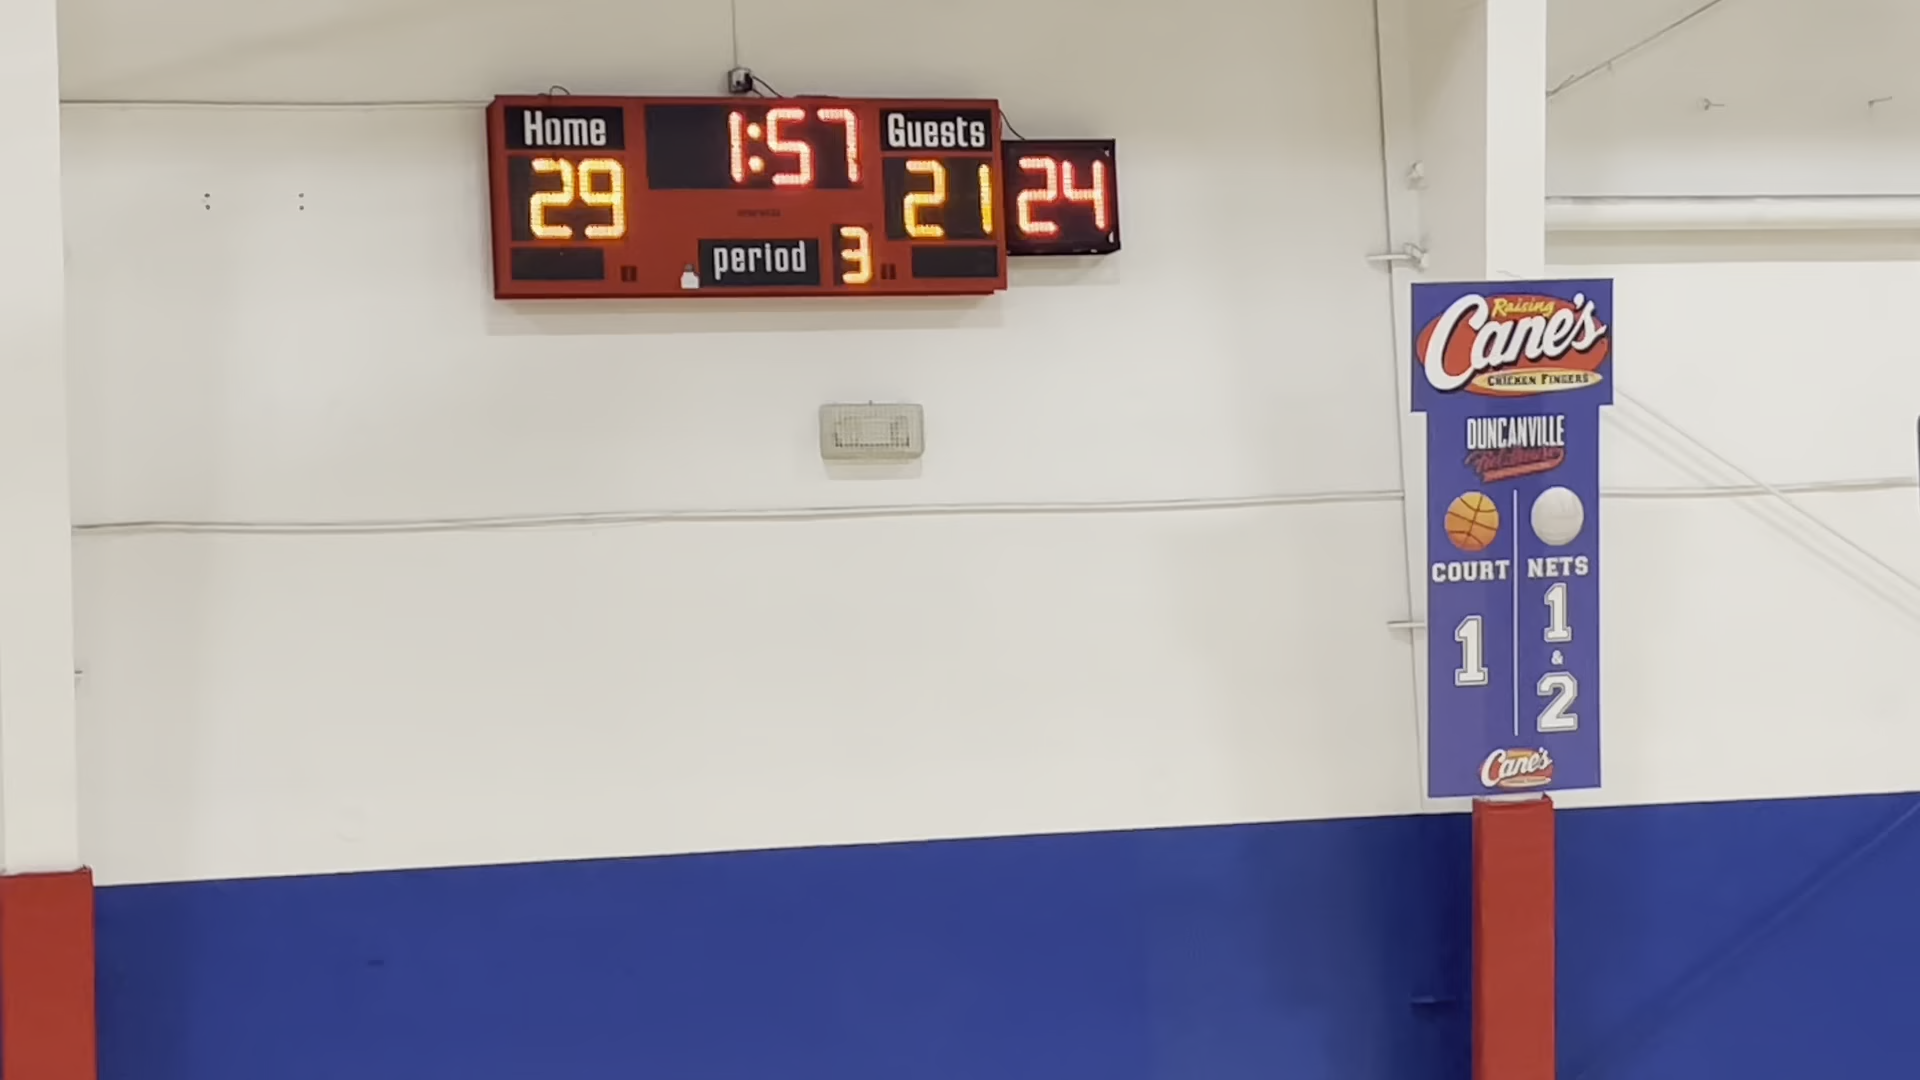 Home 1:57 Guests
29 21 24
period 3
Raising
Cane's
CHICKEN FINGERS
DUNCANVILLE
Fieldhouse
COURT NETS
1 1
&
2
Cane's